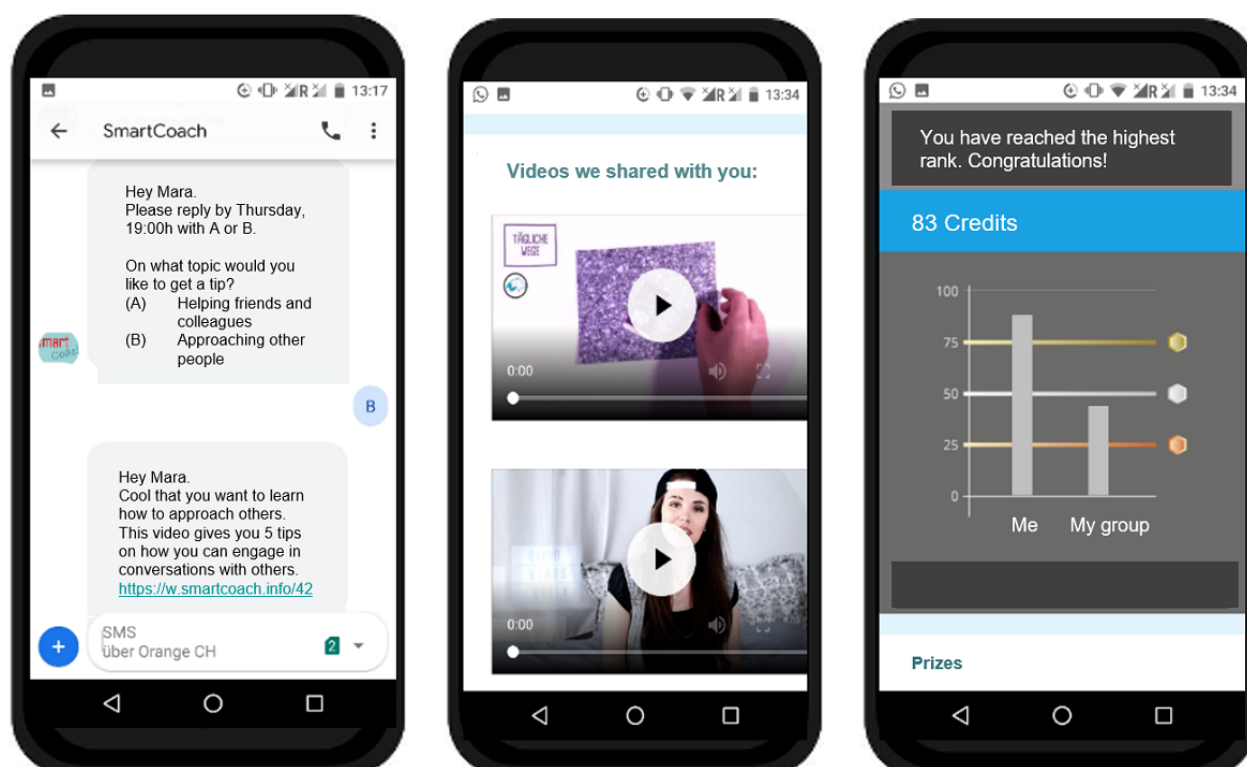 13:17
SmartCoach
Hey Mara.
Please reply by Thursday,
19:00h with A or B.
On what topic would you
like to get a tip?
(A) Helping friends and
colleagues
(B) Approaching other
people
smart
coach
B
Hey Mara.
Cool that you want to learn
how to approach others.
This video gives you 5 tips
on how you can engage in
conversations with others.
https://w.smartcoach.info/42
SMS
über Orange CH
2
R
13:34
Videos we shared with you:
TÄGLICHE
WEGE
0:00
GOOD
VIBES
0:00
R
13:34
You have reached the highest
rank. Congratulations!
83 Credits
100
75
50
25
0
Me My group
Prizes